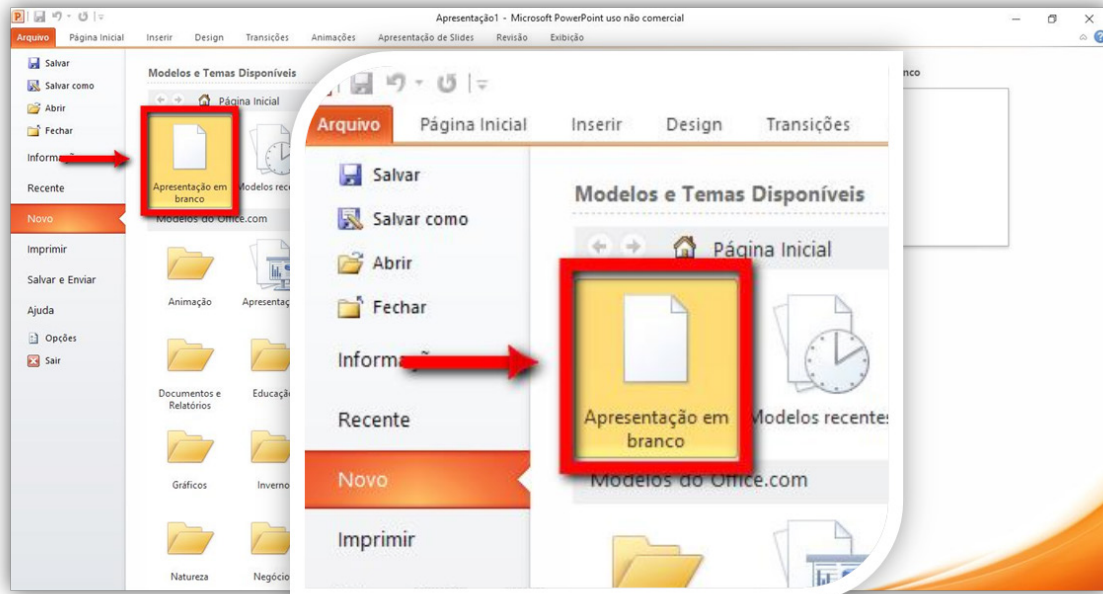 Apresentação1 - Microsoft PowerPoint uso não comercial
Arquivo Página Inicial Inserir Design Transições Animações Apresentação de Slides Revisão Exibição
Salvar
Salvar como
Abrir
Fechar
Recente
Novo
Imprimir
Salvar e Enviar
Ajuda
Opções
Sair
Modelos e Temas Disponíveis
Página Inicial
Apresentação em
branco
Modelos
Modelos do Office.com
Animação
Documentos e
Relatórios
Gráficos
Inverno
Natureza
Arquivo Página Inicial Inserir Design Transições
Salvar
Salvar como
Abrir
Fechar
Recente
Novo
Imprimir
Modelos e Temas Disponíveis
Página Inicial
Apresentação em
branco
Modelos recentes
Modelos do Office.com